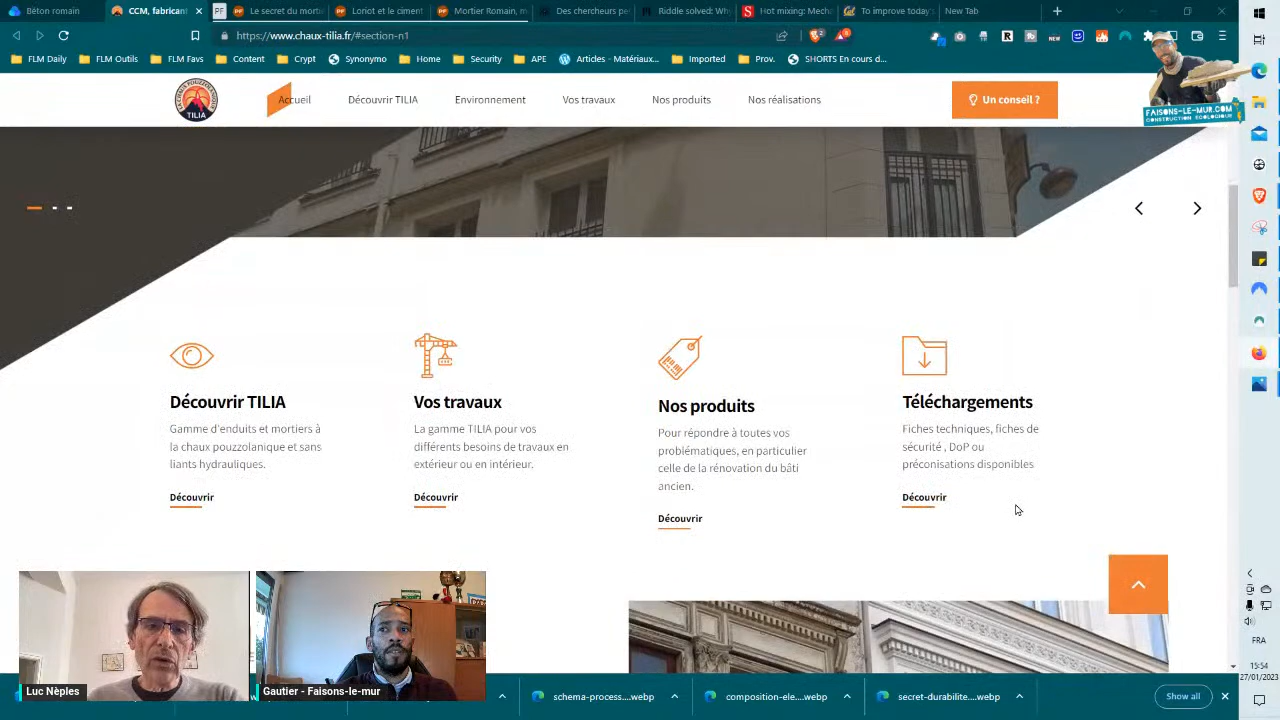 Béton romain
CCM, fabricant
Le secret du morti
Loriot et le ciment
Mortier Romain, m
Des chercheurs pe
Riddle solved: Why
Hot mixing: Mecha
To improve today's
New Tab
https://www.chaux-tilia.fr/#section-n1
FLM Daily
FLM Outils
FLM Favs
Content
Crypt
Synonymo
Home
Security
APE
Articles - Matériaux...
Imported
Prov.
SHORTS En cours d...
TILIA
Accueil
Découvrir TILIA
Environnement
Vos travaux
Nos produits
Nos réalisations
Un conseil ?
FAISONS-LE-MUR.COM
CONSTRUCTION ECOLOGIQUE
Découvrir TILIA
Gamme d'enduits et mortiers à
la chaux pouzzolanique et sans
liants hydrauliques.
Découvrir
Vos travaux
La gamme TILIA pour vos
différents besoins de travaux en
extérieur ou en intérieur.
Découvrir
Nos produits
Pour répondre à toutes vos
problématiques, en particulier
celle de la rénovation du bâti
ancien.
Découvrir
Téléchargements
Fiches techniques, fiches de
sécurité , DoP ou
préconisations disponibles
Découvrir
Luc Nèples
Gautier - Faisons-le-mur
schema-process....webp
composition-ele....webp
secret-durabilite....webp
Show all
FRA
15:54
27/01/2023